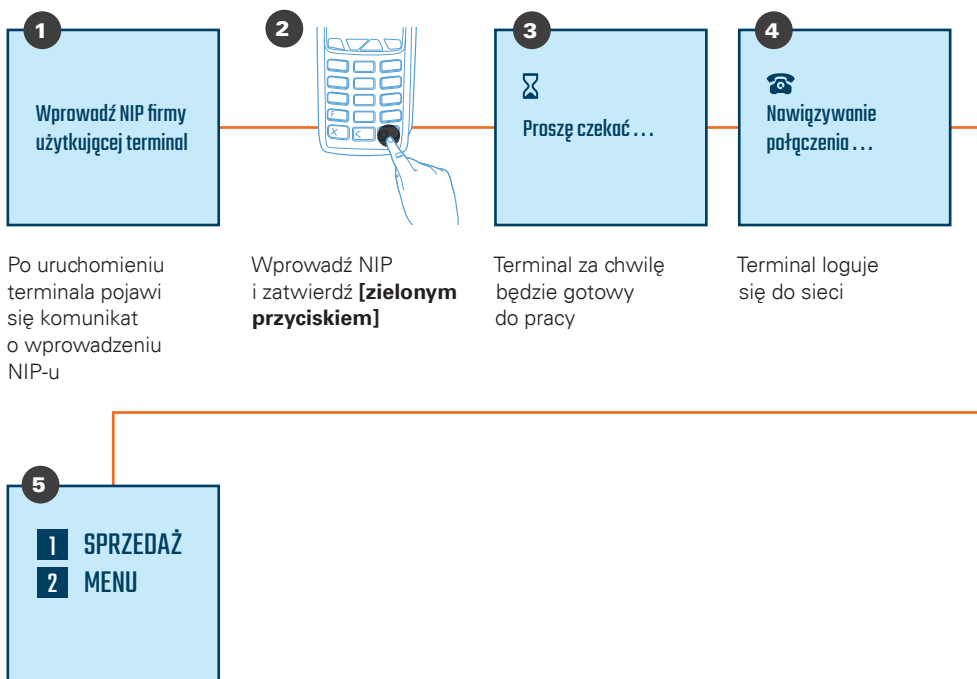 1
Wprowadź NIP firmy
użytkującej terminal
Po uruchomieniu
terminala pojawi
się komunikat
o wprowadzeniu
NIP-u
2
F
X <
Wprowadź NIP
i zatwierdź [zielonym
przyciskiem]
3
Proszę czekać ...
Terminal za chwilę
będzie gotowy
do pracy
4
Nawiązywanie
połączenia ...
Terminal loguje
się do sieci
5
1 SPRZEDAŻ
2 MENU